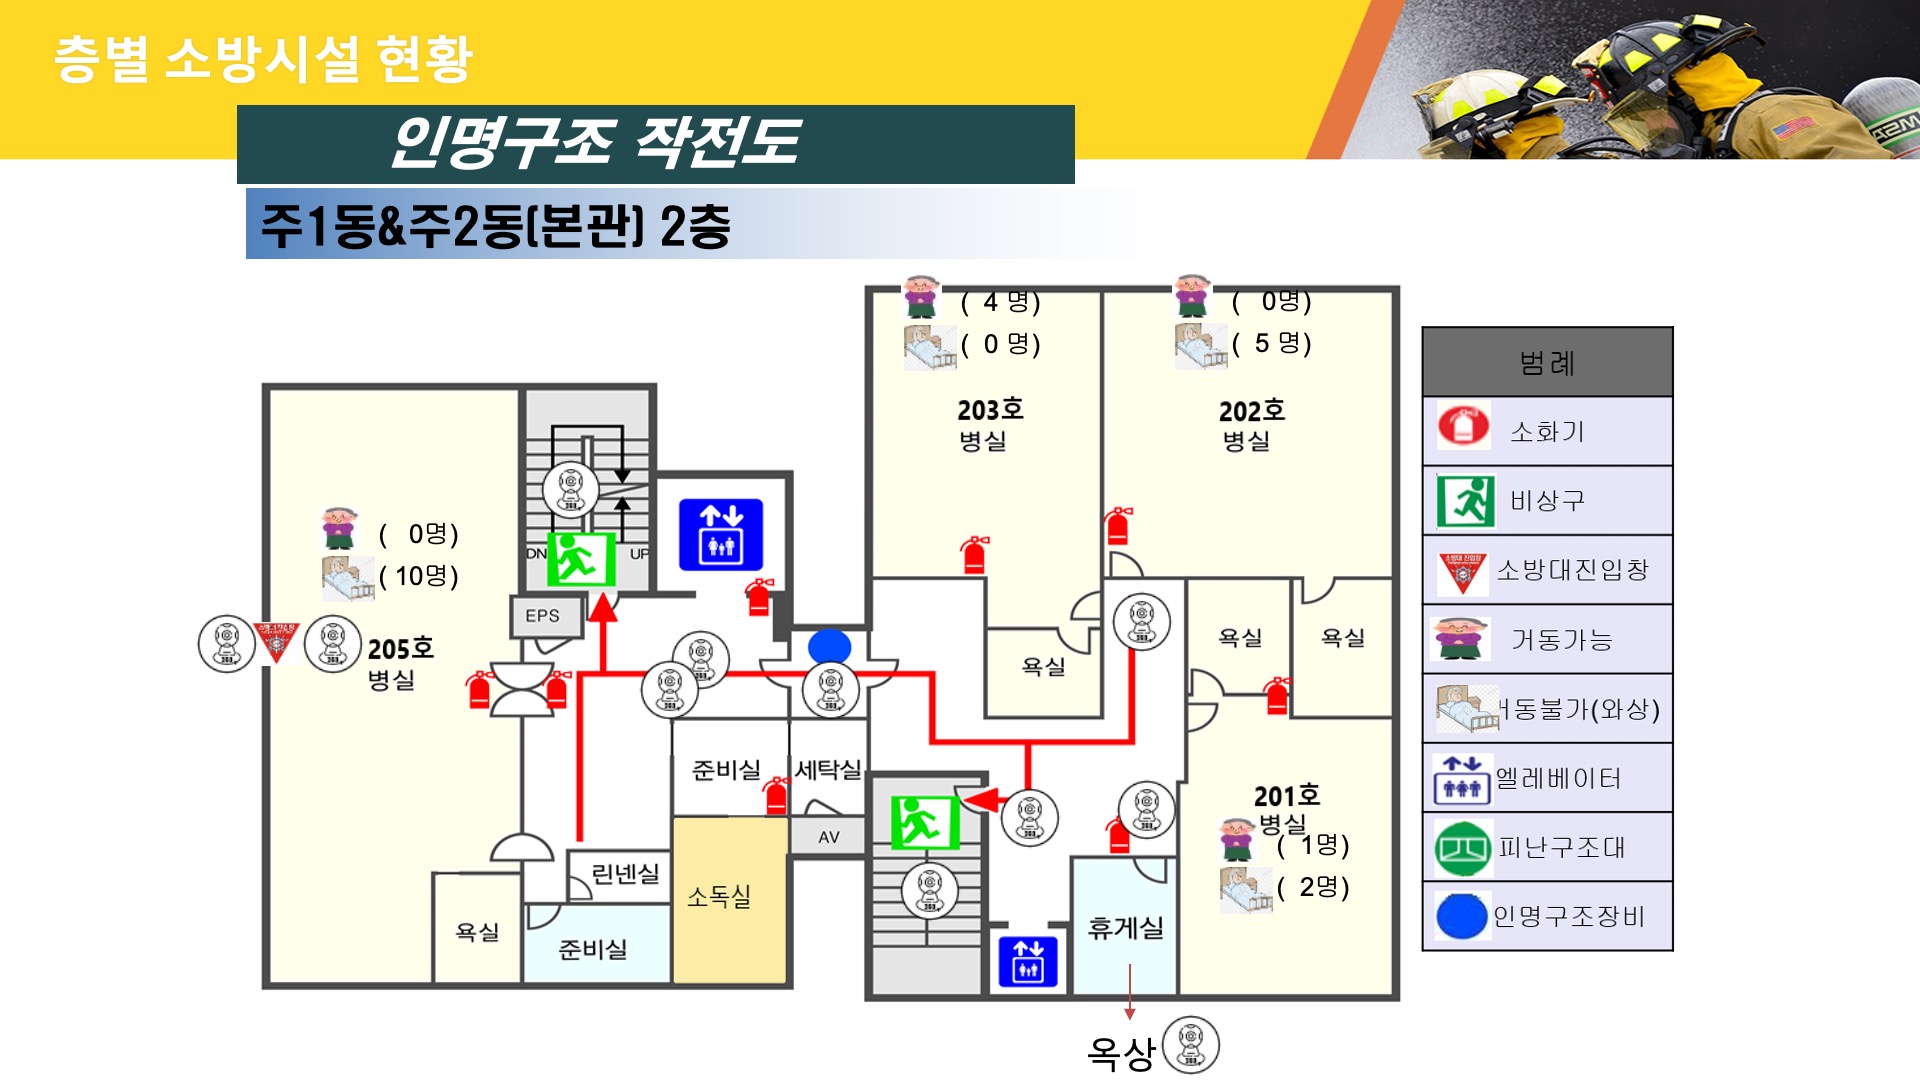 층별 소방시설 현황
인명구조 작전도
주1동&주2동(본관) 2층
( 4 명)
( 0 명)
203호
병실
( 0명)
( 5 명)
202호
병실
( 0명)
( 10명)
205호
병실
DN
UP
EPS
욕실
욕실
욕실
준비실
세탁실
AV
201호
병실
( 1명)
( 2명)
린넨실
소독실
욕실
준비실
휴게실
옥상
범례
소화기
비상구
소방대진입창
거동가능
거동불가(와상)
엘레베이터
피난구조대
인명구조장비